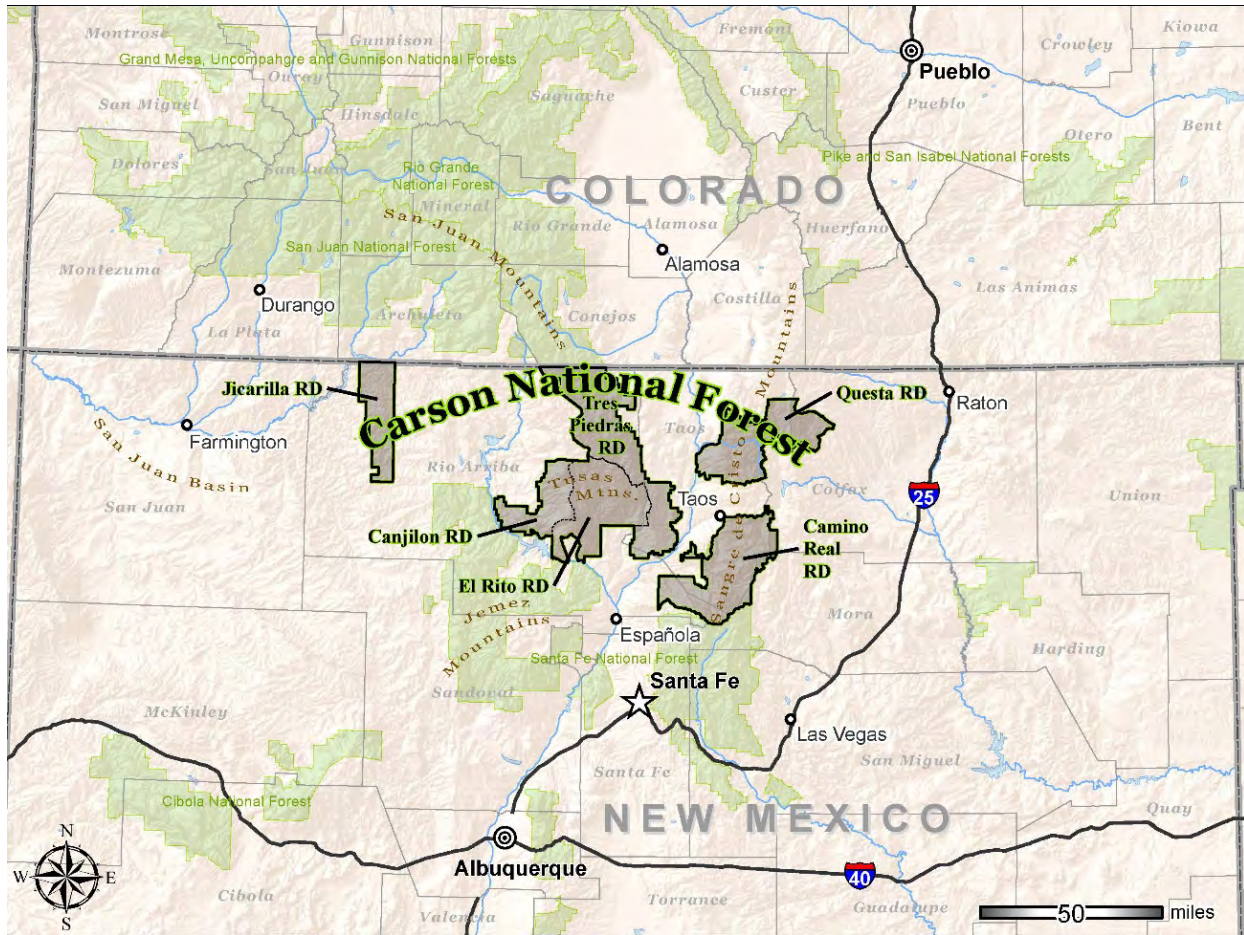 Montrose
Gunnison
Fremont
Crowley
Kiowa
Grand Mesa, Uncompahgre and Gunnison National Forests
Ouray
Pueblo
Pueblo
San Miguel
Hinsdale
Saguache
Custer
Otero
Bent
Dolores
San Juan
Rio Grande
National Forest
Pike and San Isabel National Forests
COLORADO
Mineral
Rio Grande
Alamosa
Huerfano
San Juan Mountains
San Juan National Forest
Montezuma
Alamosa
Durango
Costilla
Las Animas
La Plata
Archuleta
Conejos
Sangre de Cristo Mountains
Carson National Forest
Jicarilla RD
Tres
Piedras
RD
Questa RD
Raton
Taos
Farmington
San Juan Basin
Rio Arriba
Tusas
Mtns.
Taos
Colfax
25
Union
San Juan
Canjilon RD
El Rito RD
Camino
Real
RD
Jemez
Mountains
Española
Mora
Harding
Santa Fe National Forest
Santa Fe
Sandoval
McKinley
Las Vegas
San Miguel
Santa Fe
Cibola National Forest
NEW MEXICO
Quay
Albuquerque
40
N
W
E
S
Cibola
Valencia
Torrance
Guadalupe
50
miles